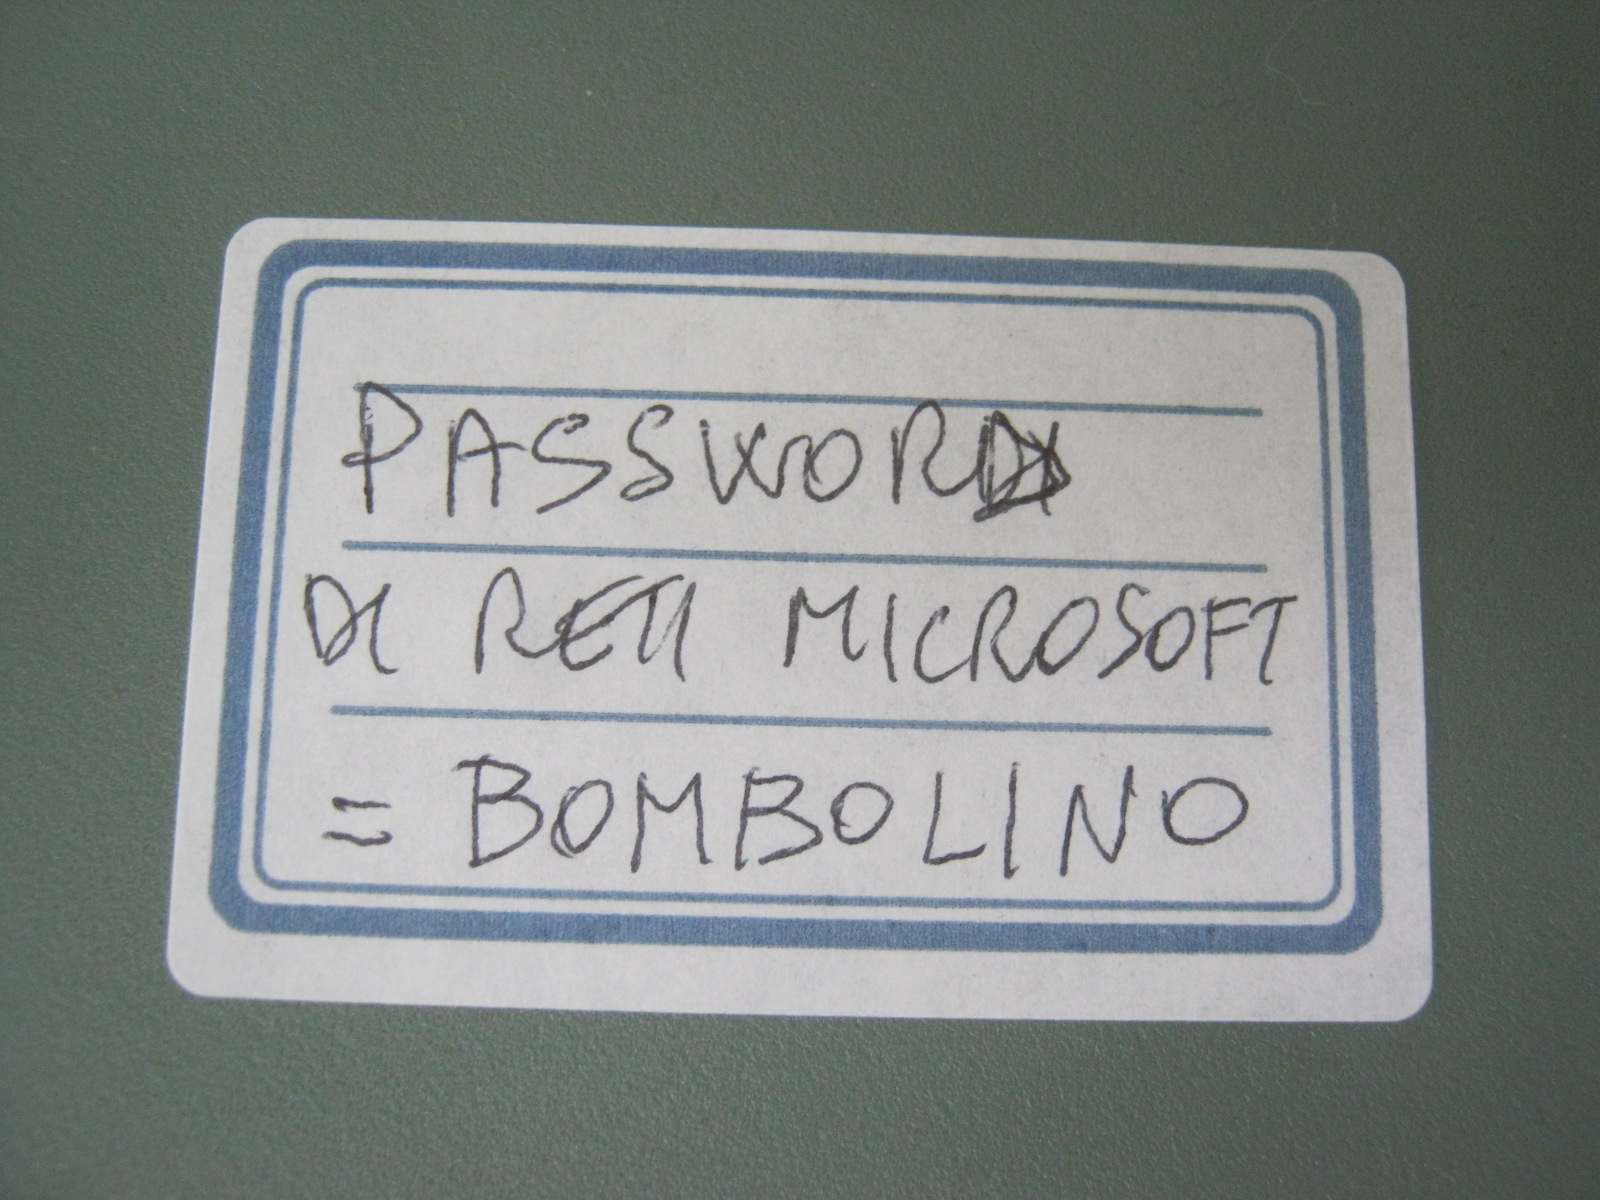 PASSWORD
DI RETI MICROSOFT
= BOMBOLINO